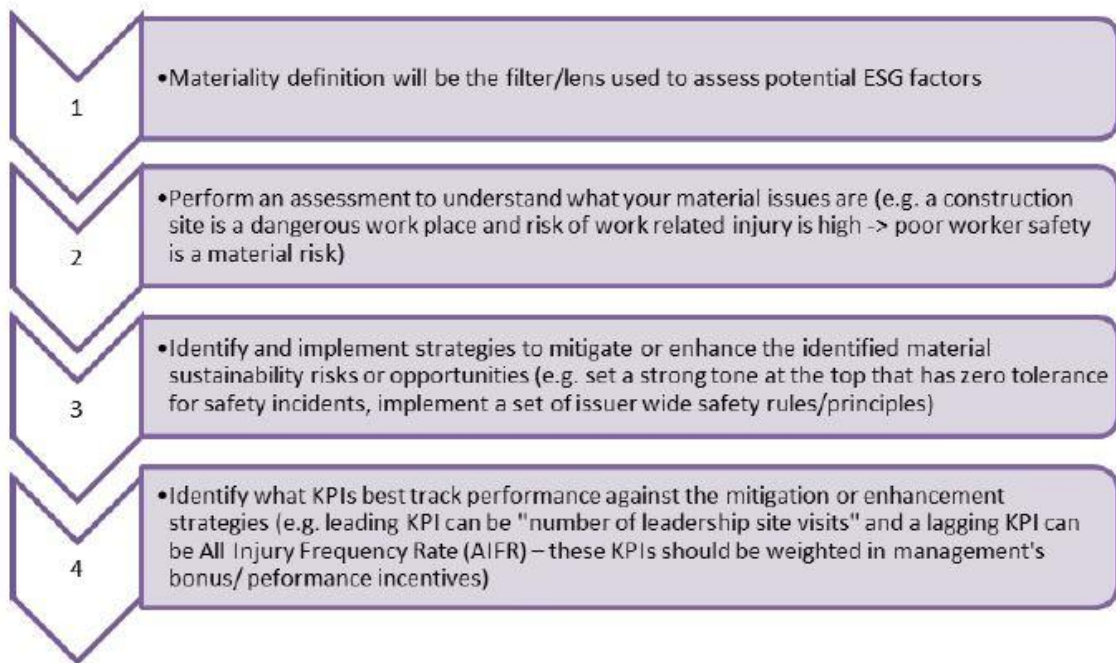 1
•Materiality definition will be the filter/lens used to assess potential ESG factors
2
•Perform an assessment to understand what your material issues are (e.g. a construction
site is a dangerous work place and risk of work related injury is high -> poor worker safety
is a material risk)
3
•Identify and implement strategies to mitigate or enhance the identified material
sustainability risks or opportunities (e.g. set a strong tone at the top that has zero tolerance
for safety incidents, implement a set of issuer wide safety rules/principles)
4
•Identify what KPIs best track performance against the mitigation or enhancement
strategies (e.g. leading KPI can be "number of leadership site visits" and a lagging KPI can
be All Injury Frequency Rate (AIFR) – these KPIs should be weighted in management's
bonus/ peformance incentives)